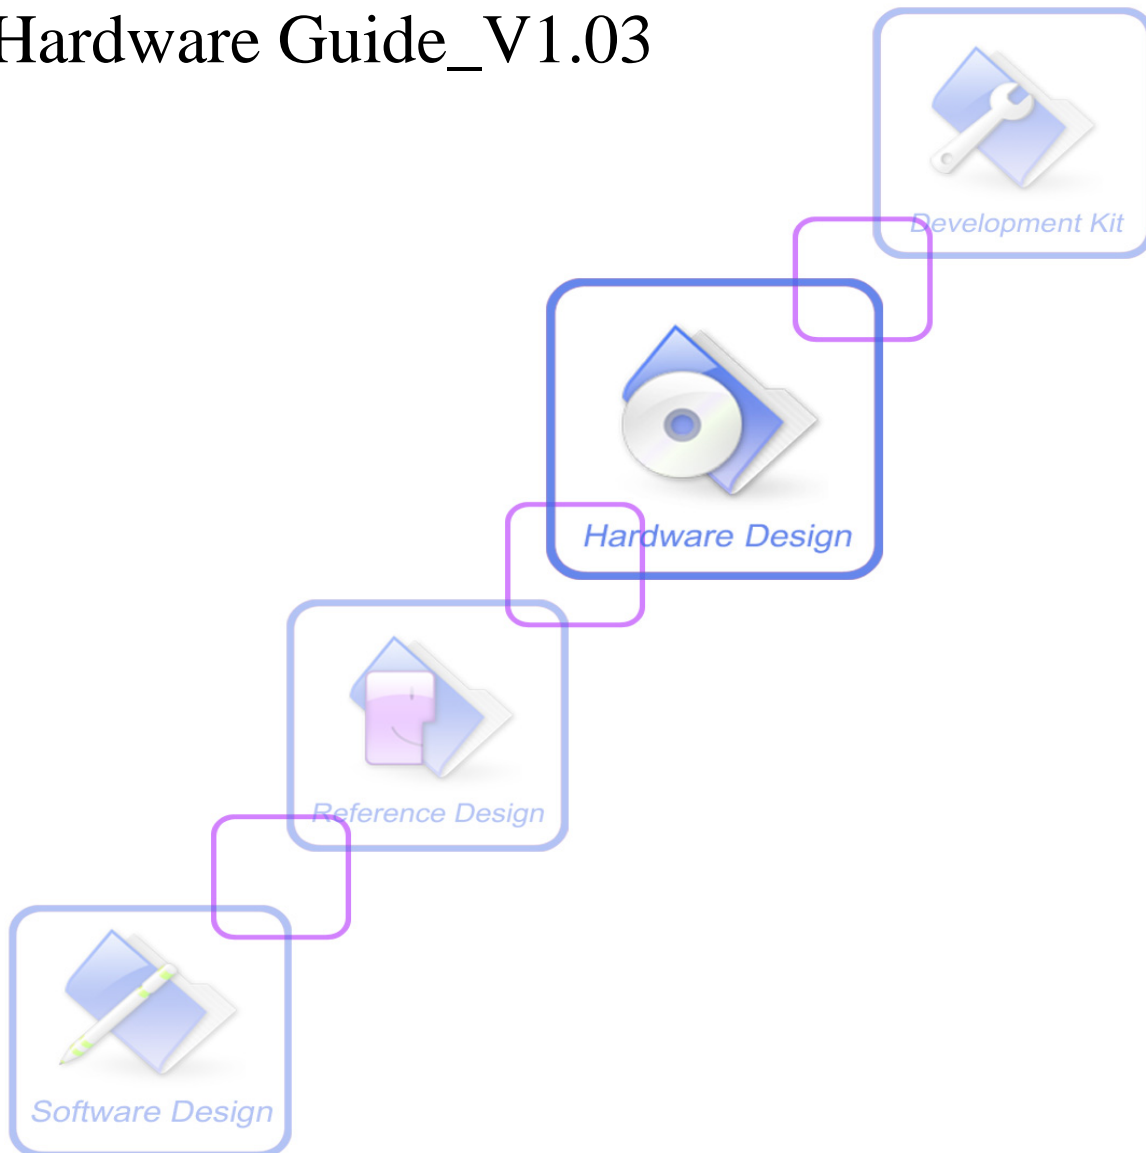 Hardware Guide_V1.03
Development Kit
Hardware Design
Reference Design
Software Design